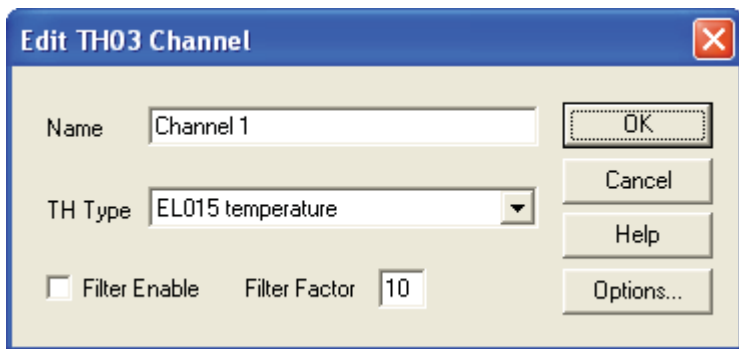 Edit TH03 Channel
Name
Channel 1
OK
Cancel
TH Type
EL015 temperature
Help
Filter Enable
Filter Factor
10
Options...